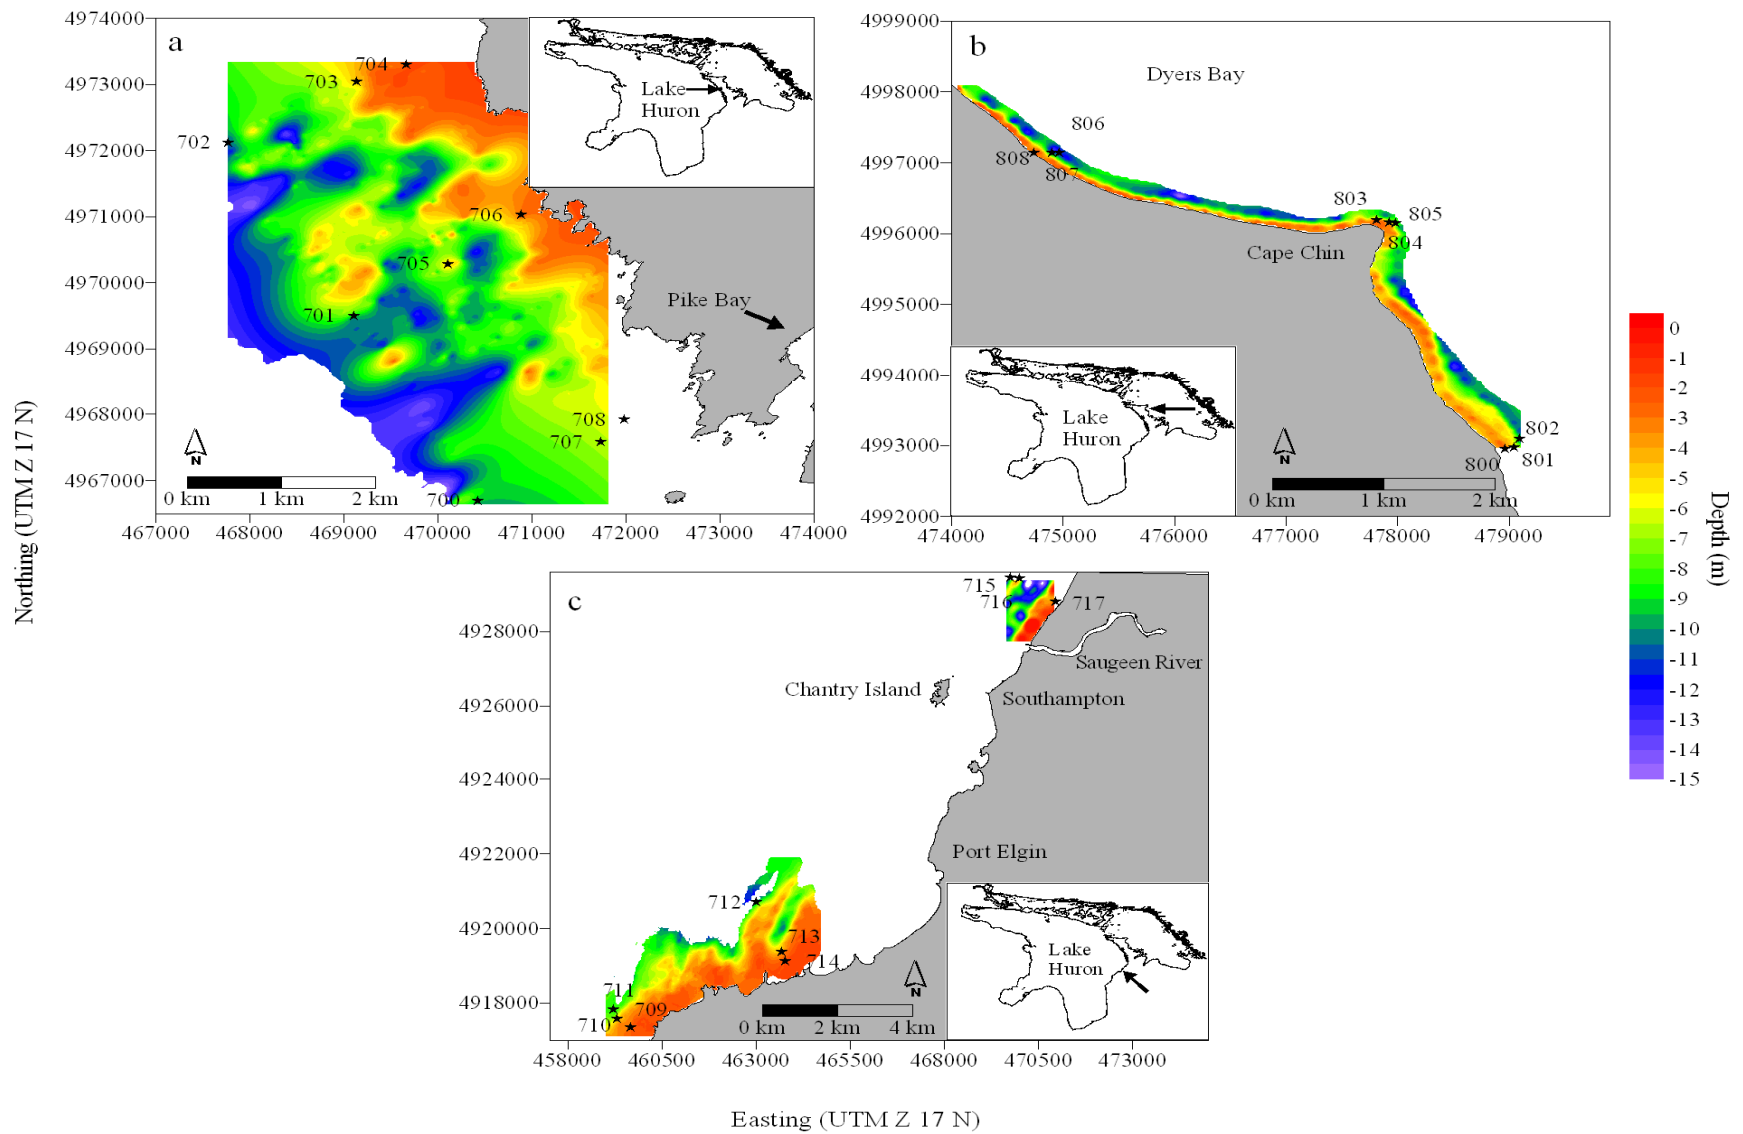 a
4974000
4973000
4972000
4971000
4970000
4969000
4968000
4967000
704
703
702
706
705
701
708
707
700
Lake
Huron
Pike Bay
N
0 km 1 km 2 km
467000 468000 469000 470000 471000 472000 473000 474000
b
4999000
4998000
4997000
4996000
4995000
4994000
4993000
4992000
Dyers Bay
806
808
807
803
805
804
Cape Chin
802
800
801
Lake
Huron
N
0 km 1 km 2 km
474000 475000 476000 477000 478000 479000
c
4928000
4926000
4924000
4922000
4920000
4918000
715
716
717
Saugeen River
Chantry Island
Southampton
Port Elgin
712
713
714
711
709
710
Lake
Huron
N
0 km 2 km 4 km
458000 460500 463000 465500 468000 470500 473000
0
-1
-2
-3
-4
-5
-6
-7
-8
-9
-10
-11
-12
-13
-14
-15
Depth (m)
Northing (UTM Z 17 N)
Easting (UTM Z 17 N)